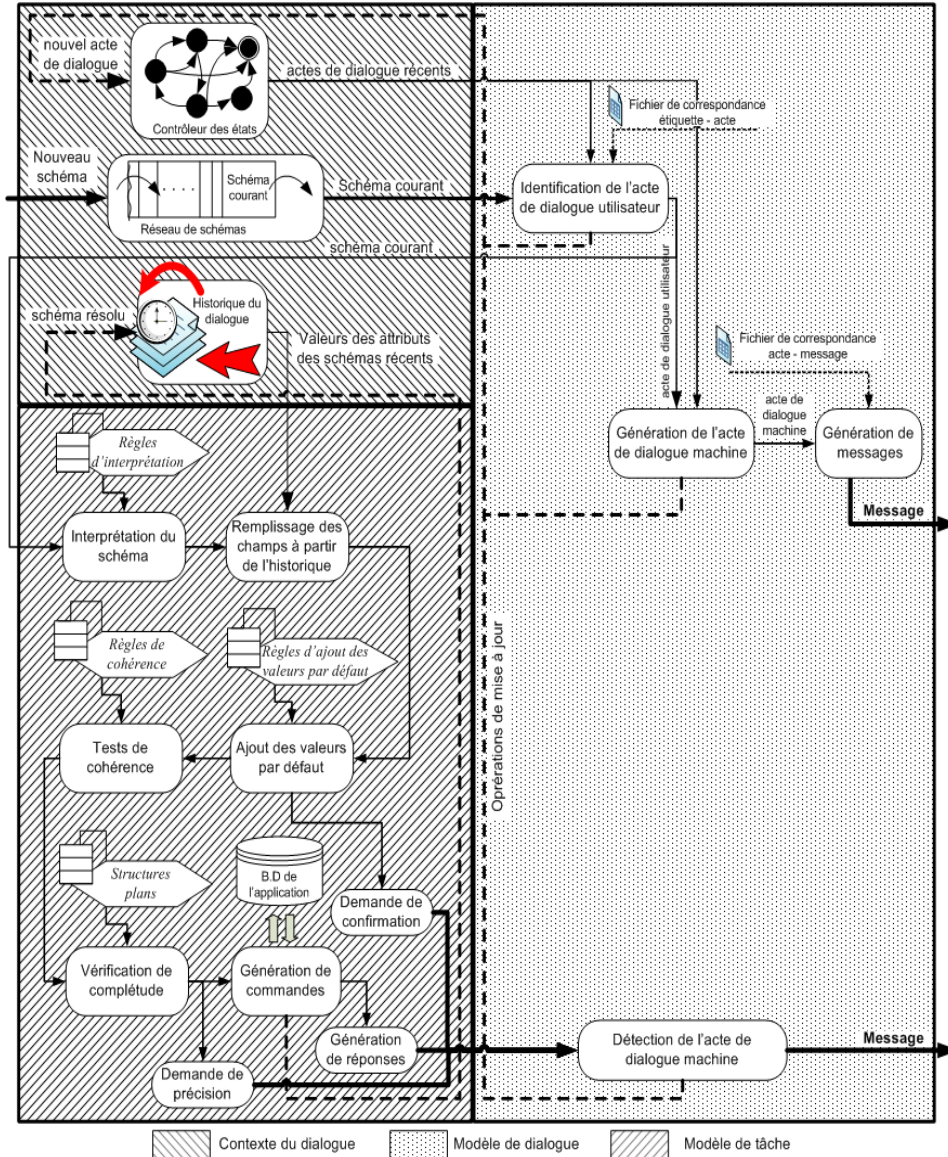 nouvel acte
de dialogue
actes de dialogue récents
Contrôleur des états
Fichier de correspondance
étiquette - acte
Nouveau
schéma
Schéma
courant
Réseau de schémas
Schéma courant
Identification de l'acte
de dialogue utilisateur
schéma courant
acte de dialogue utilisateur
schéma résolu
Historique du
dialogue
Valeurs des attributs
des schémas récents
Fichier de correspondance
acte - message
Génération de l'acte
de dialogue machine
acte de
dialogue
machine
Génération de
messages
Message
Règles
d'interprétation
Interprétation du
schéma
Remplissage des
champs à partir
de l'historique
Règles de
cohérence
Règles d'ajout des
valeurs par défaut
Oprérations de mise à jour
Tests de
cohérence
Ajout des valeurs
par défaut
Structures
plans
B.D de
l'application
Demande de
confirmation
Vérification de
complétude
Génération de
commandes
Génération
de réponses
Demande de
précision
Détection de l'acte de
dialogue machine
Message
Contexte du dialogue
Modèle de dialogue
Modèle de tâche